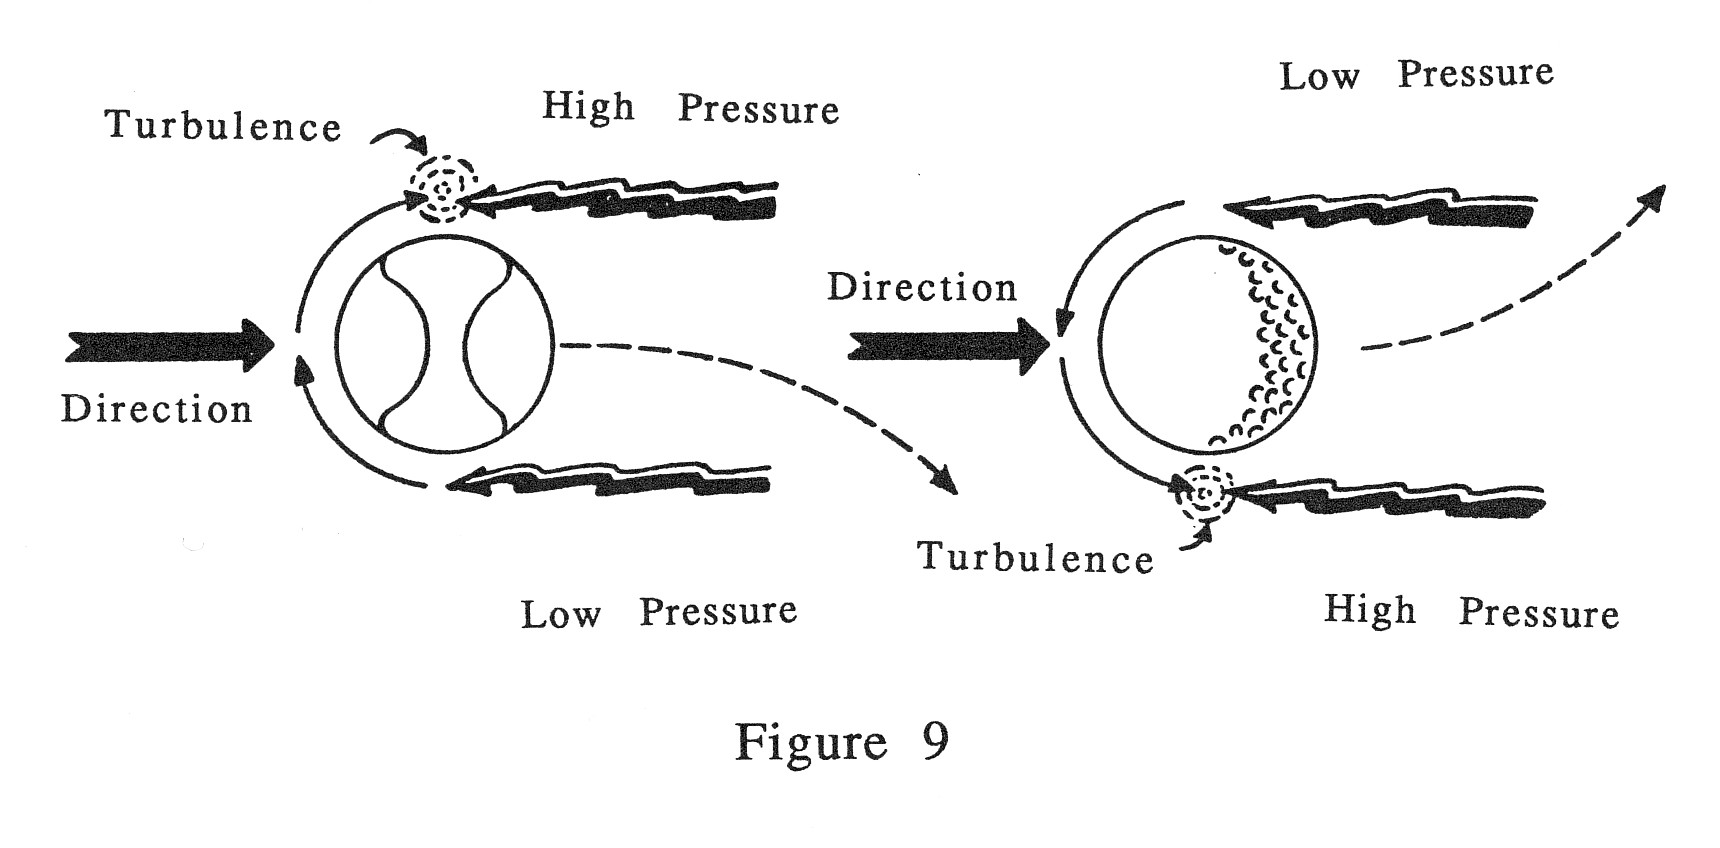 Turbulence
High Pressure
Direction
Low Pressure
Low Pressure
Direction
Turbulence
High Pressure
Figure 9